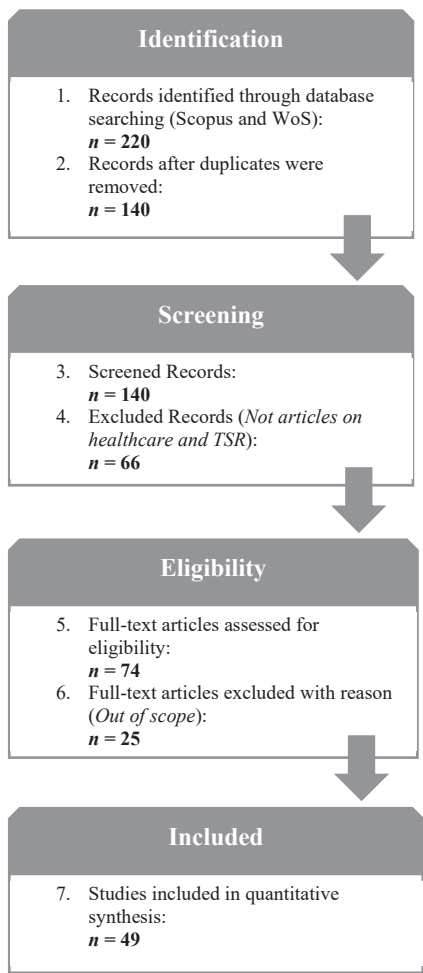 Identification
1. Records identified through database
searching (Scopus and WoS):
n = 220
2. Records after duplicates were
removed:
n = 140
Screening
3. Screened Records:
n = 140
4. Excluded Records (Not articles on
healthcare and TSR):
n = 66
Eligibility
5. Full-text articles assessed for
eligibility:
n = 74
6. Full-text articles excluded with reason
(Out of scope):
n = 25
Included
7. Studies included in quantitative
synthesis:
n = 49